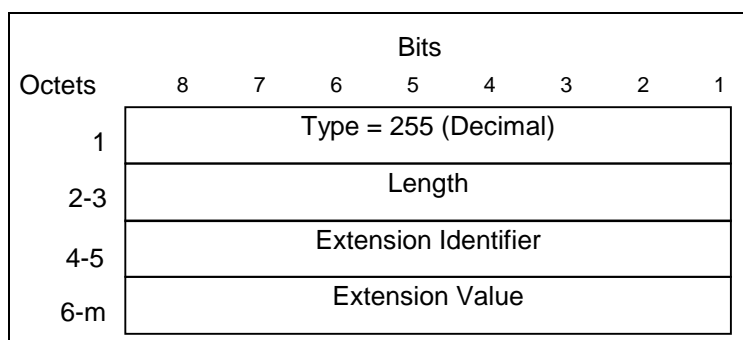 Bits
Octets 8 7 6 5 4 3 2 1
1 Type = 255 (Decimal)
2-3 Length
4-5 Extension Identifier
6-m Extension Value